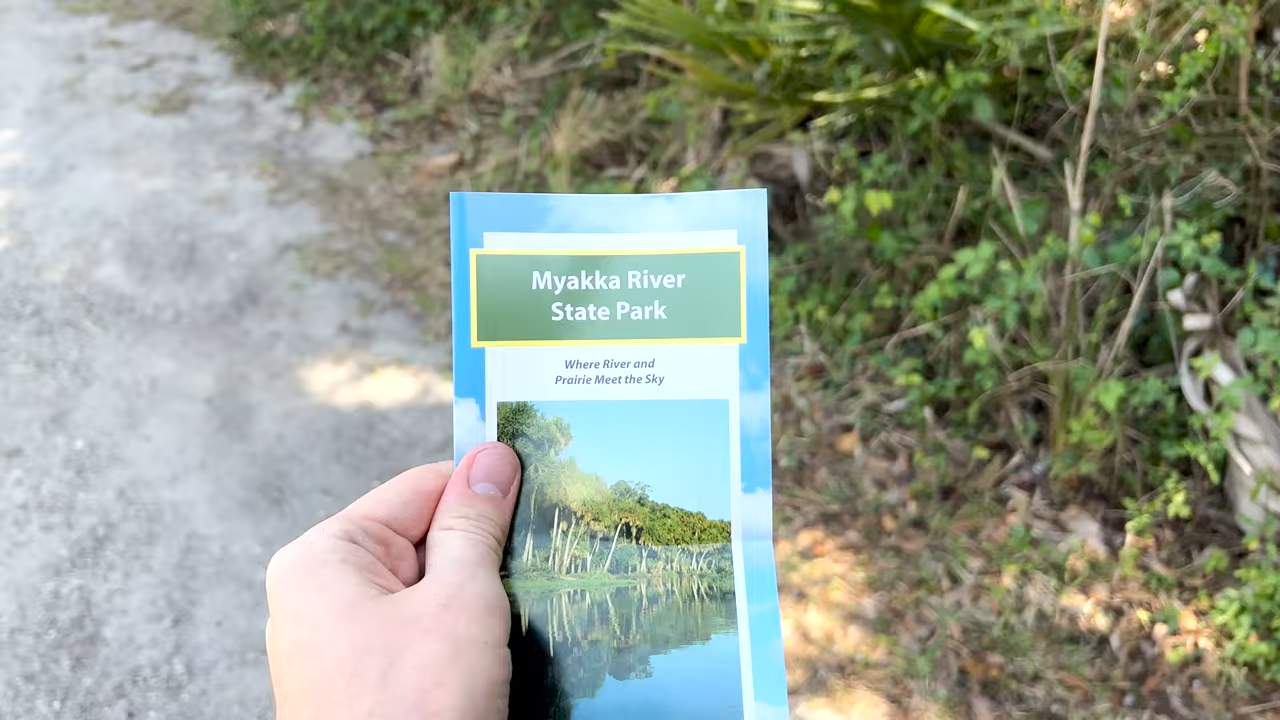 Myakka River
State Park
Where River and
Prairie Meet the Sky